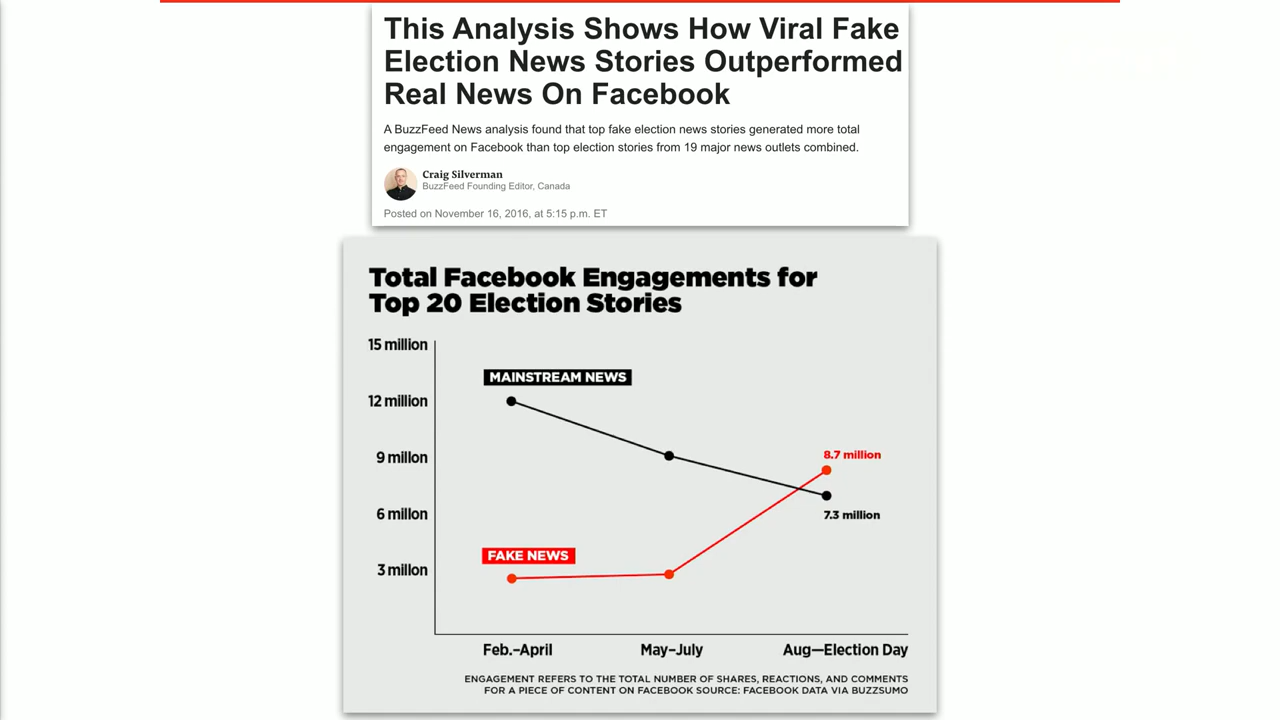 This Analysis Shows How Viral Fake
Election News Stories Outperformed
Real News On Facebook
A BuzzFeed News analysis found that top fake election news stories generated more total
engagement on Facebook than top election stories from 19 major news outlets combined.
Craig Silverman
BuzzFeed Founding Editor, Canada
Posted on November 16, 2016, at 5:15 p.m. ET
Total Facebook Engagements for
Top 20 Election Stories
15 million
MAINSTREAM NEWS
12 million
9 millon
8.7 million
6 millon
7.3 million
FAKE NEWS
3 millon
Feb.–April
May–July
Aug—Election Day
ENGAGEMENT REFERS TO THE TOTAL NUMBER OF SHARES, REACTIONS, AND COMMENTS
FOR A PIECE OF CONTENT ON FACEBOOK SOURCE: FACEBOOK DATA VIA BUZZSUMO